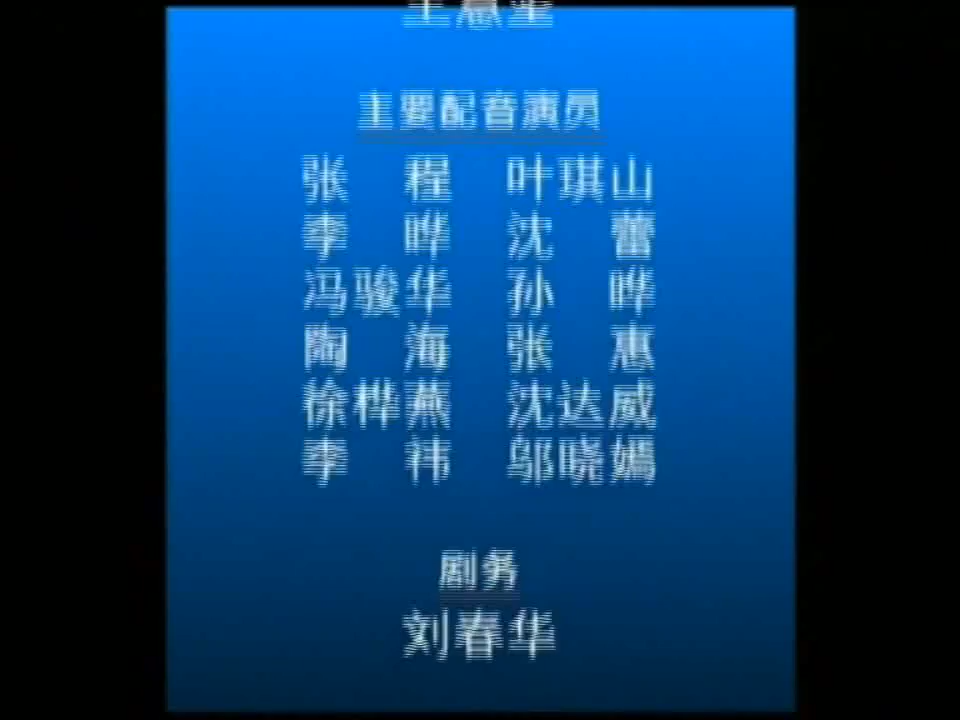 主要配音演员
张 程 叶琪山
李 晔 沈 蕾
冯骏华 孙 晔
陶 海 张 惠
徐桦燕 沈达威
李 祎 邬晓嫣
剧务
刘春华